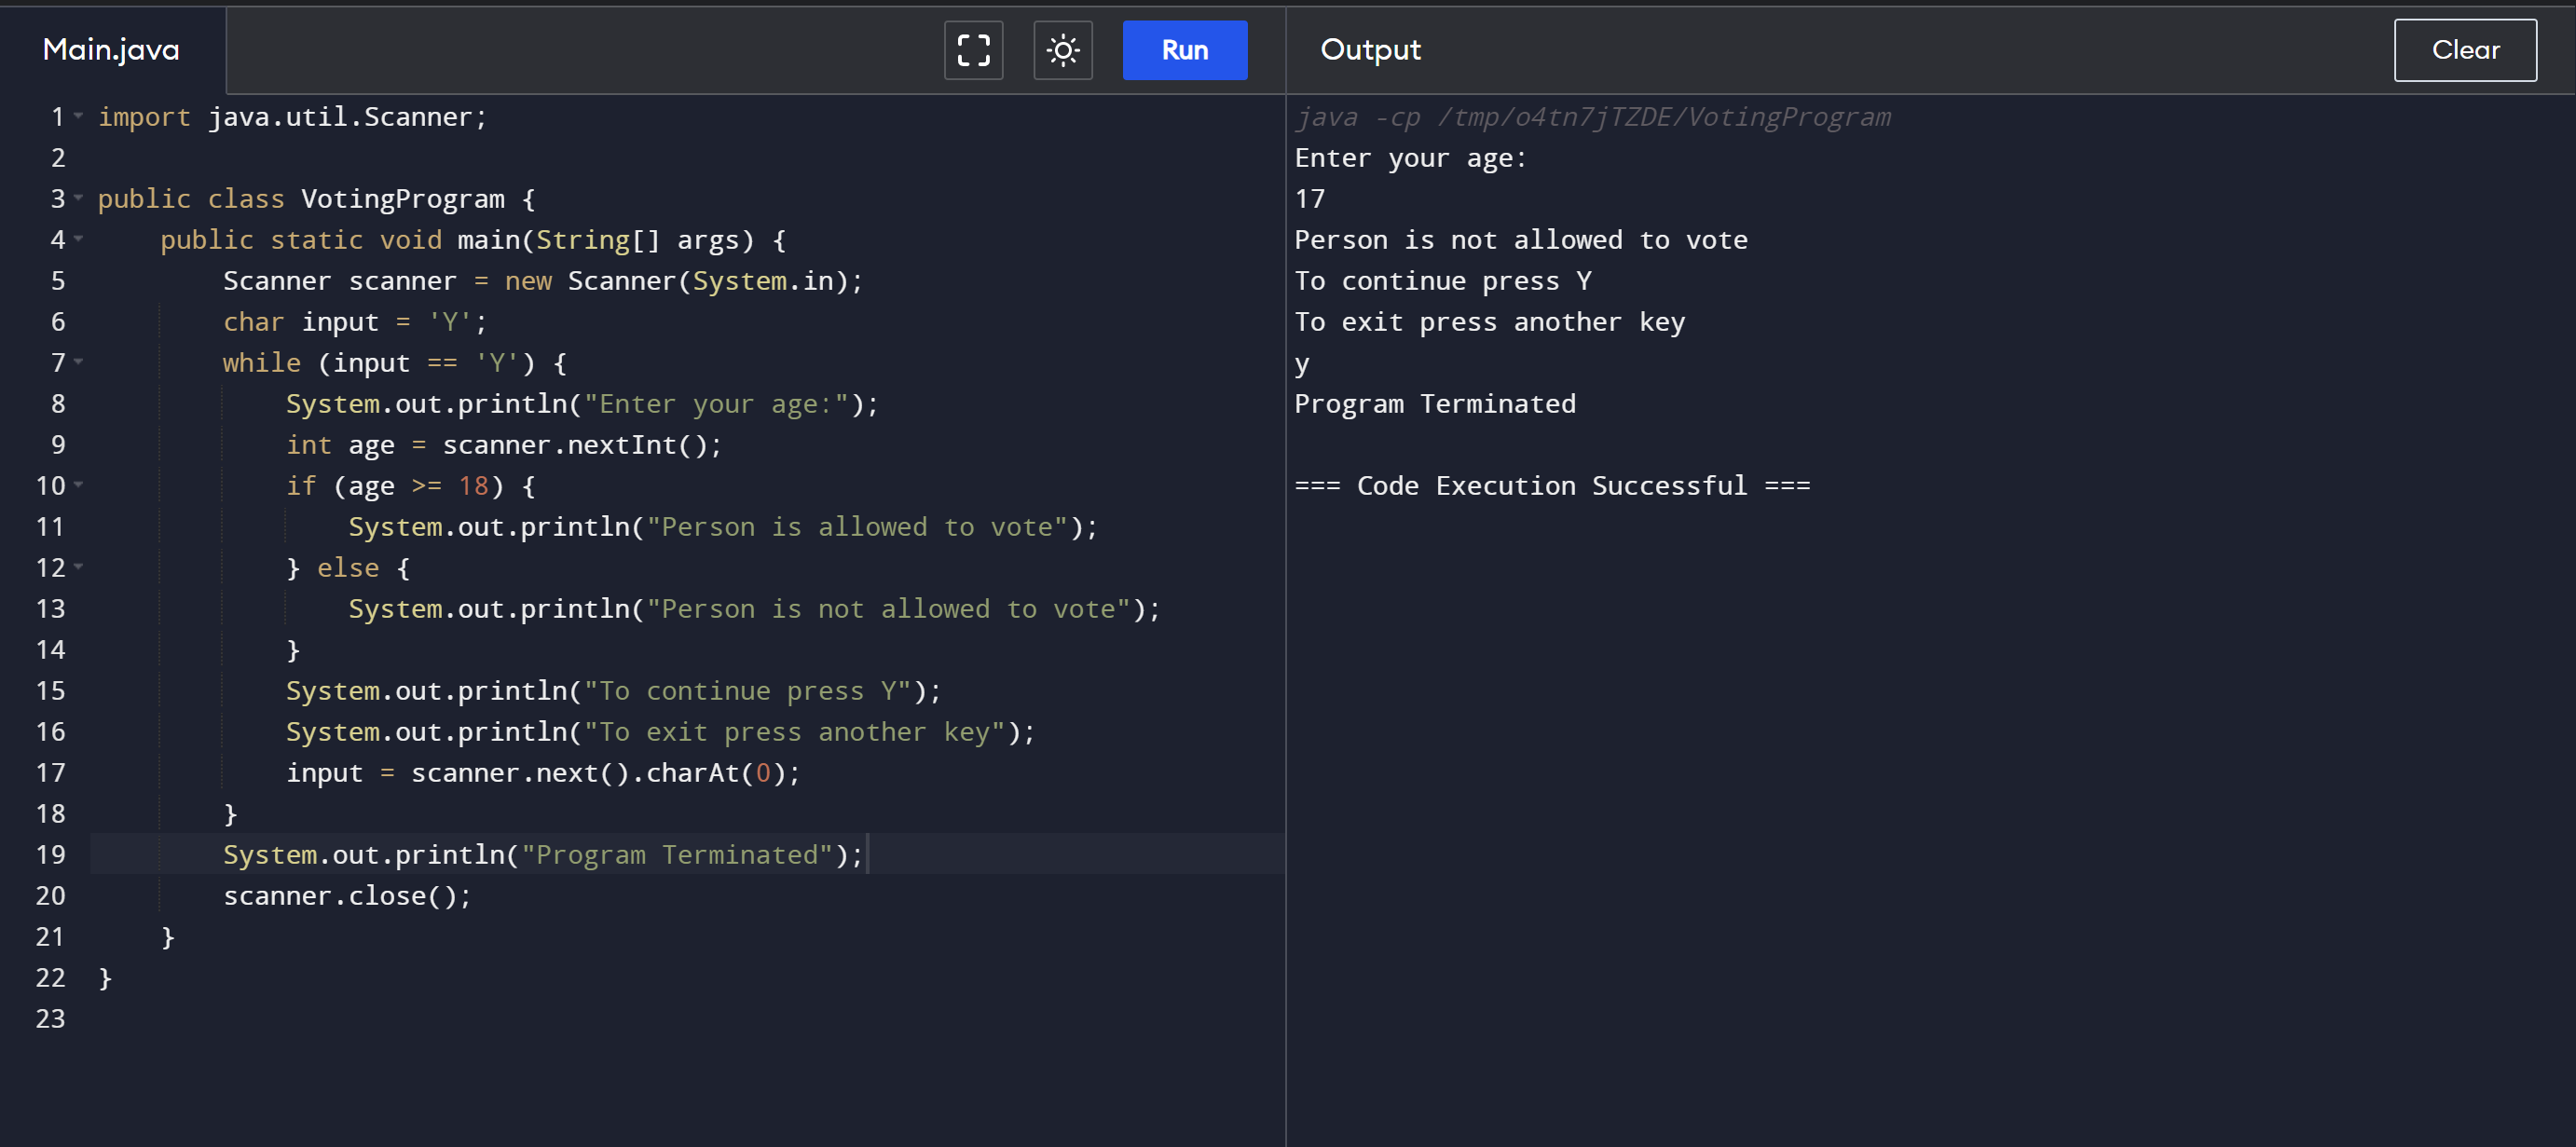 Main.java
Run
1 import java.util.Scanner;
2
3 public class VotingProgram {
4     public static void main(String[] args) {
5         Scanner scanner = new Scanner(System.in);
6         char input = 'Y';
7         while (input == 'Y') {
8             System.out.println("Enter your age:");
9             int age = scanner.nextInt();
10             if (age >= 18) {
11                 System.out.println("Person is allowed to vote");
12             } else {
13                 System.out.println("Person is not allowed to vote");
14             }
15             System.out.println("To continue press Y");
16             System.out.println("To exit press another key");
17             input = scanner.next().charAt(0);
18         }
19         System.out.println("Program Terminated");
20         scanner.close();
21     }
22 }
23
Output
Clear
java -cp /tmp/o4tn7jTZDE/VotingProgram
Enter your age:
17
Person is not allowed to vote
To continue press Y
To exit press another key
y
Program Terminated
=== Code Execution Successful ===